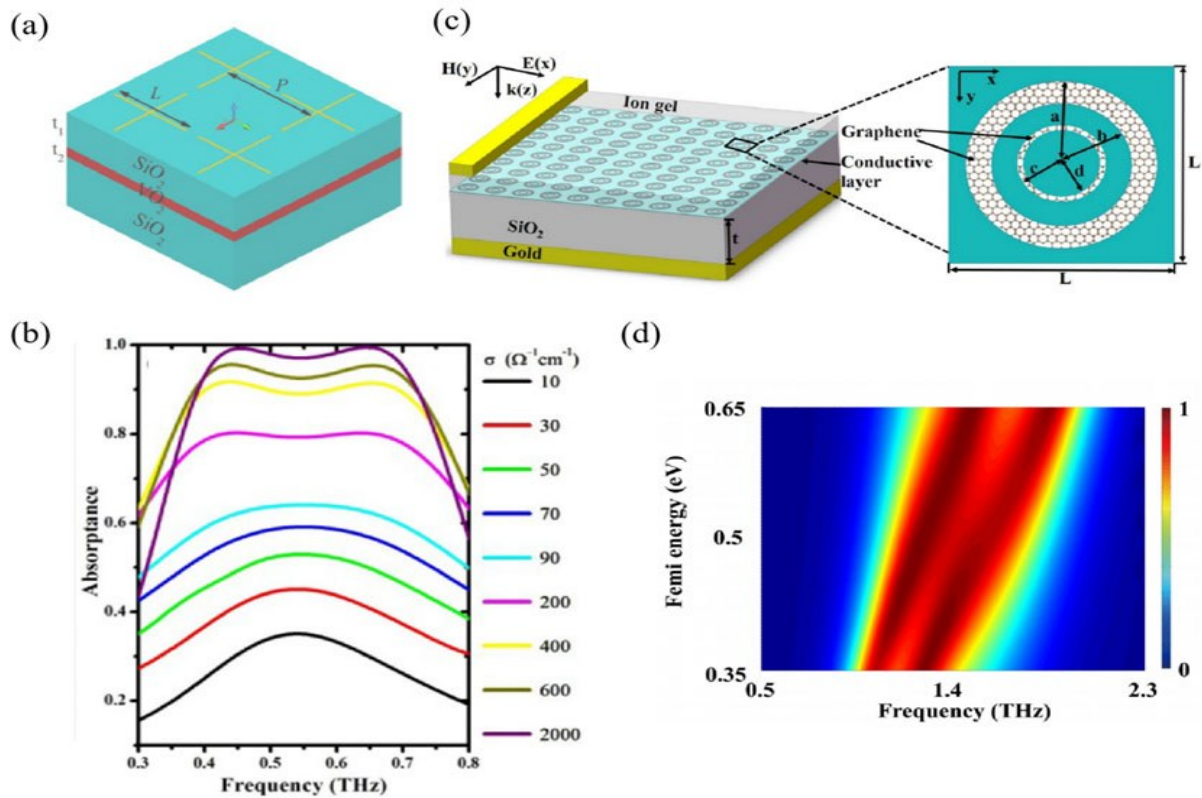 (a)
L
P
t1
t2
SiO2
VO2
SiO2
(c)
H(y)
E(x)
k(z)
Ion gel
Conductive
layer
SiO2
t
Gold
x
y
Graphene
a
b
c
d
L
L
(b)
Absorptance
1.0
0.8
0.6
0.4
0.2
0.3
0.4
0.5
0.6
0.7
0.8
Frequency (THz)
σ (Ω⁻¹cm⁻¹)
10
30
50
70
90
200
400
600
2000
(d)
Femi energy (eV)
0.65
0.5
0.35
0.5
1.4
2.3
Frequency (THz)
1
0